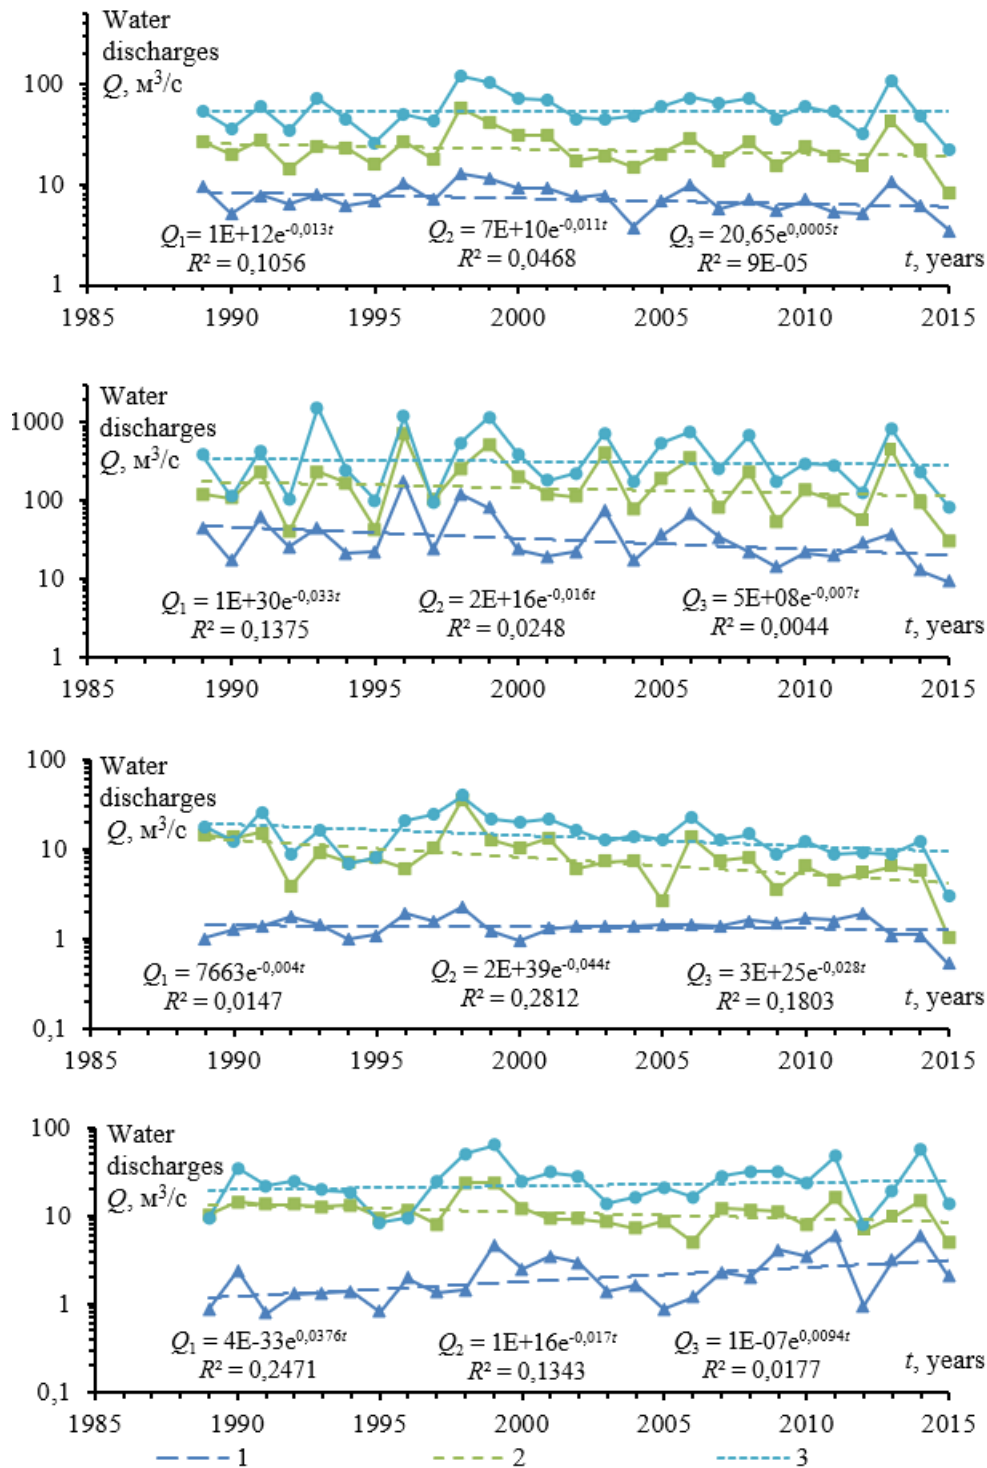 Water
discharges
Q, м³/с
100
10
1
Q₁ = 1E+12e⁻⁰,⁰¹³ᵗ
Q₂ = 7E+10e⁻⁰,⁰¹¹ᵗ
Q₃ = 20,65e⁰,⁰⁰⁰⁵ᵗ
R² = 0,1056
R² = 0,0468
R² = 9E-05
t, years
1985
1990
1995
2000
2005
2010
2015
Water
discharges
Q, м³/с
1000
100
10
1
Q₁ = 1E+30e⁻⁰,⁰³³ᵗ
Q₂ = 2E+16e⁻⁰,⁰¹⁶ᵗ
Q₃ = 5E+08e⁻⁰,⁰⁰⁷ᵗ
R² = 0,1375
R² = 0,0248
R² = 0,0044
t, years
1985
1990
1995
2000
2005
2010
2015
Water
discharges
Q, м³/с
100
10
1
0,1
Q₁ = 7663e⁻⁰,⁰⁰⁴ᵗ
Q₂ = 2E+39e⁻⁰,⁰⁴⁴ᵗ
Q₃ = 3E+25e⁻⁰,⁰²⁸ᵗ
R² = 0,0147
R² = 0,2812
R² = 0,1803
t, years
1985
1990
1995
2000
2005
2010
2015
Water
discharges
Q, м³/с
100
10
1
0,1
Q₁ = 4E-33e⁰,⁰³⁷⁶ᵗ
Q₂ = 1E+16e⁻⁰,⁰¹⁷ᵗ
Q₃ = 1E-07e⁰,⁰⁰⁹⁴ᵗ
R² = 0,2471
R² = 0,1343
R² = 0,0177
t, years
1985
1990
1995
2000
2005
2010
2015
1
2
3